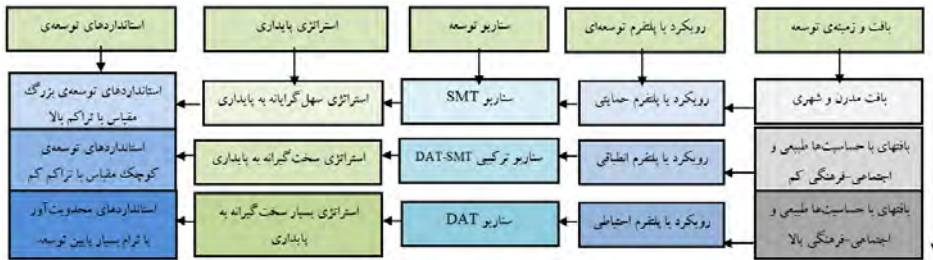 بافت و زمینه‌ی توسعه
رویکرد یا پلتفرم توسعه‌ای
سناریو توسعه
استراتژی پایداری
استانداردهای توسعه‌ی
بافت مدرن و شهری
رویکرد یا پلتفرم حمایتی
سناریو SMT
استراتژی سهل‌گرایانه به پایداری
استانداردهای توسعه‌ی بزرگ
مقیاس با تراکم بالا
بافتهای با حساسیت‌ها طبیعی و
اجتماعی-فرهنگی کم
رویکرد یا پلتفرم انطباقی
سناریو ترکیبی DAT-SMT
استراتژی سخت‌گیرانه به پایداری
استانداردهای توسعه‌ی
کوچک مقیاس با تراکم کم
بافتهای با حساسیت‌ها طبیعی و
اجتماعی-فرهنگی بالا
رویکرد یا پلتفرم احتیاطی
سناریو DAT
استراتژی بسیار سخت‌گیرانه به
پایداری
استانداردهای محدویت‌آور
با ترام بسیار پایین توسعه